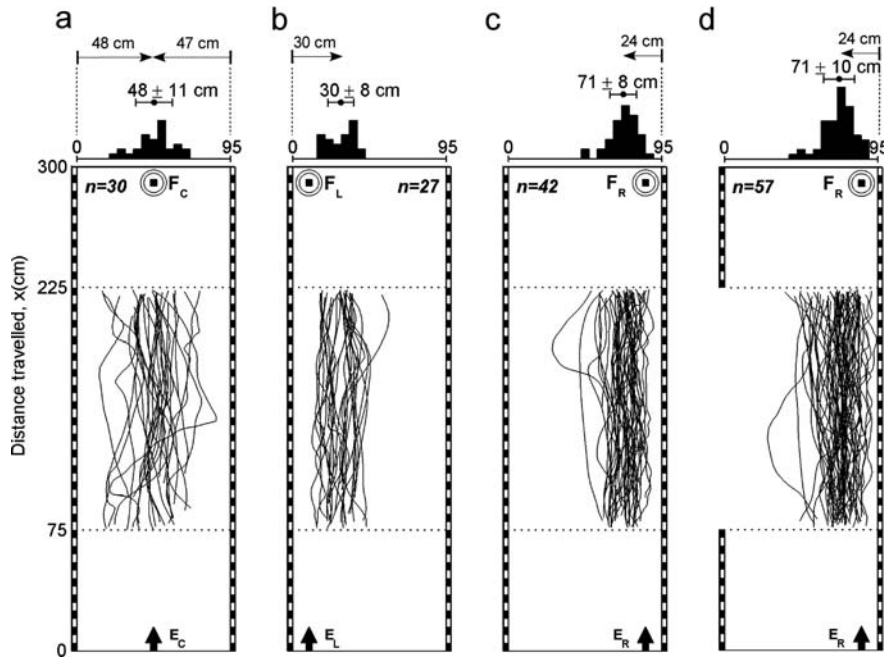 a
48 cm 47 cm
48 ± 11 cm
0 95
300
n=30 F_C
225
Distance travelled, x(cm)
75
0
E_C
b
30 cm
30 ± 8 cm
0 95
F_L n=27
E_L
c
24 cm
71 ± 8 cm
0 95
n=42 F_R
E_R
d
24 cm
71 ± 10 cm
0 95
n=57 F_R
E_R